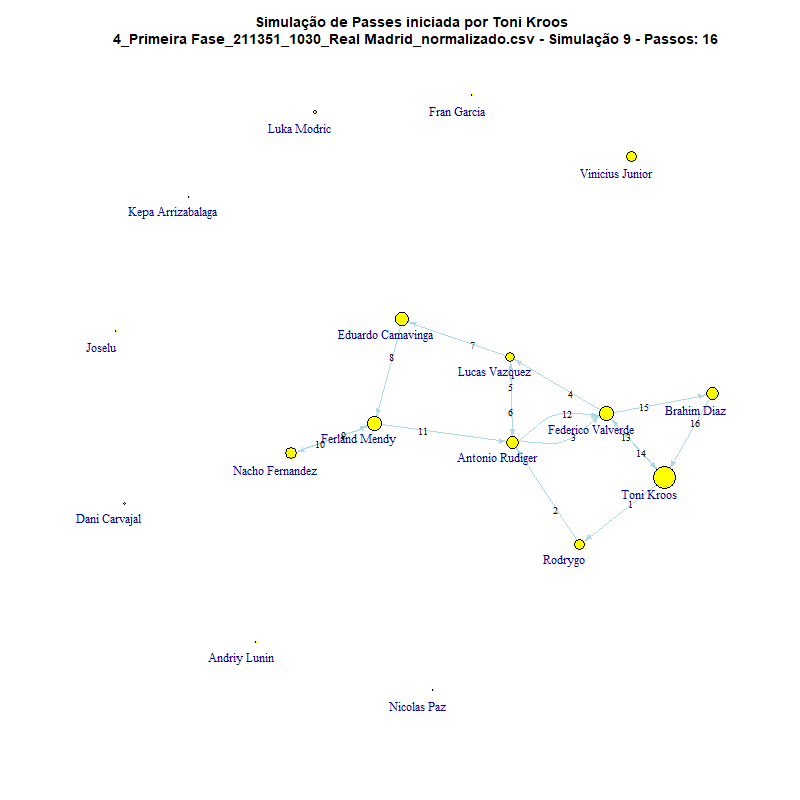 Simulação de Passes iniciada por Toni Kroos
4_Primeira Fase_211351_1030_Real Madrid_normalizado.csv - Simulação 9 - Passos: 16
Fran Garcia
Luka Modric
Vinicius Junior
Kepa Arrizabalaga
Eduardo Camavinga
Joselu
7
8
Lucas Vazquez
5
4
15
Brahim Diaz
6
12
16
Federico Valverde
11
3
13
Ferland Mendy
9
10
14
Antonio Rudiger
Nacho Fernandez
Toni Kroos
1
2
Dani Carvajal
Rodrygo
Andriy Lunin
Nicolas Paz